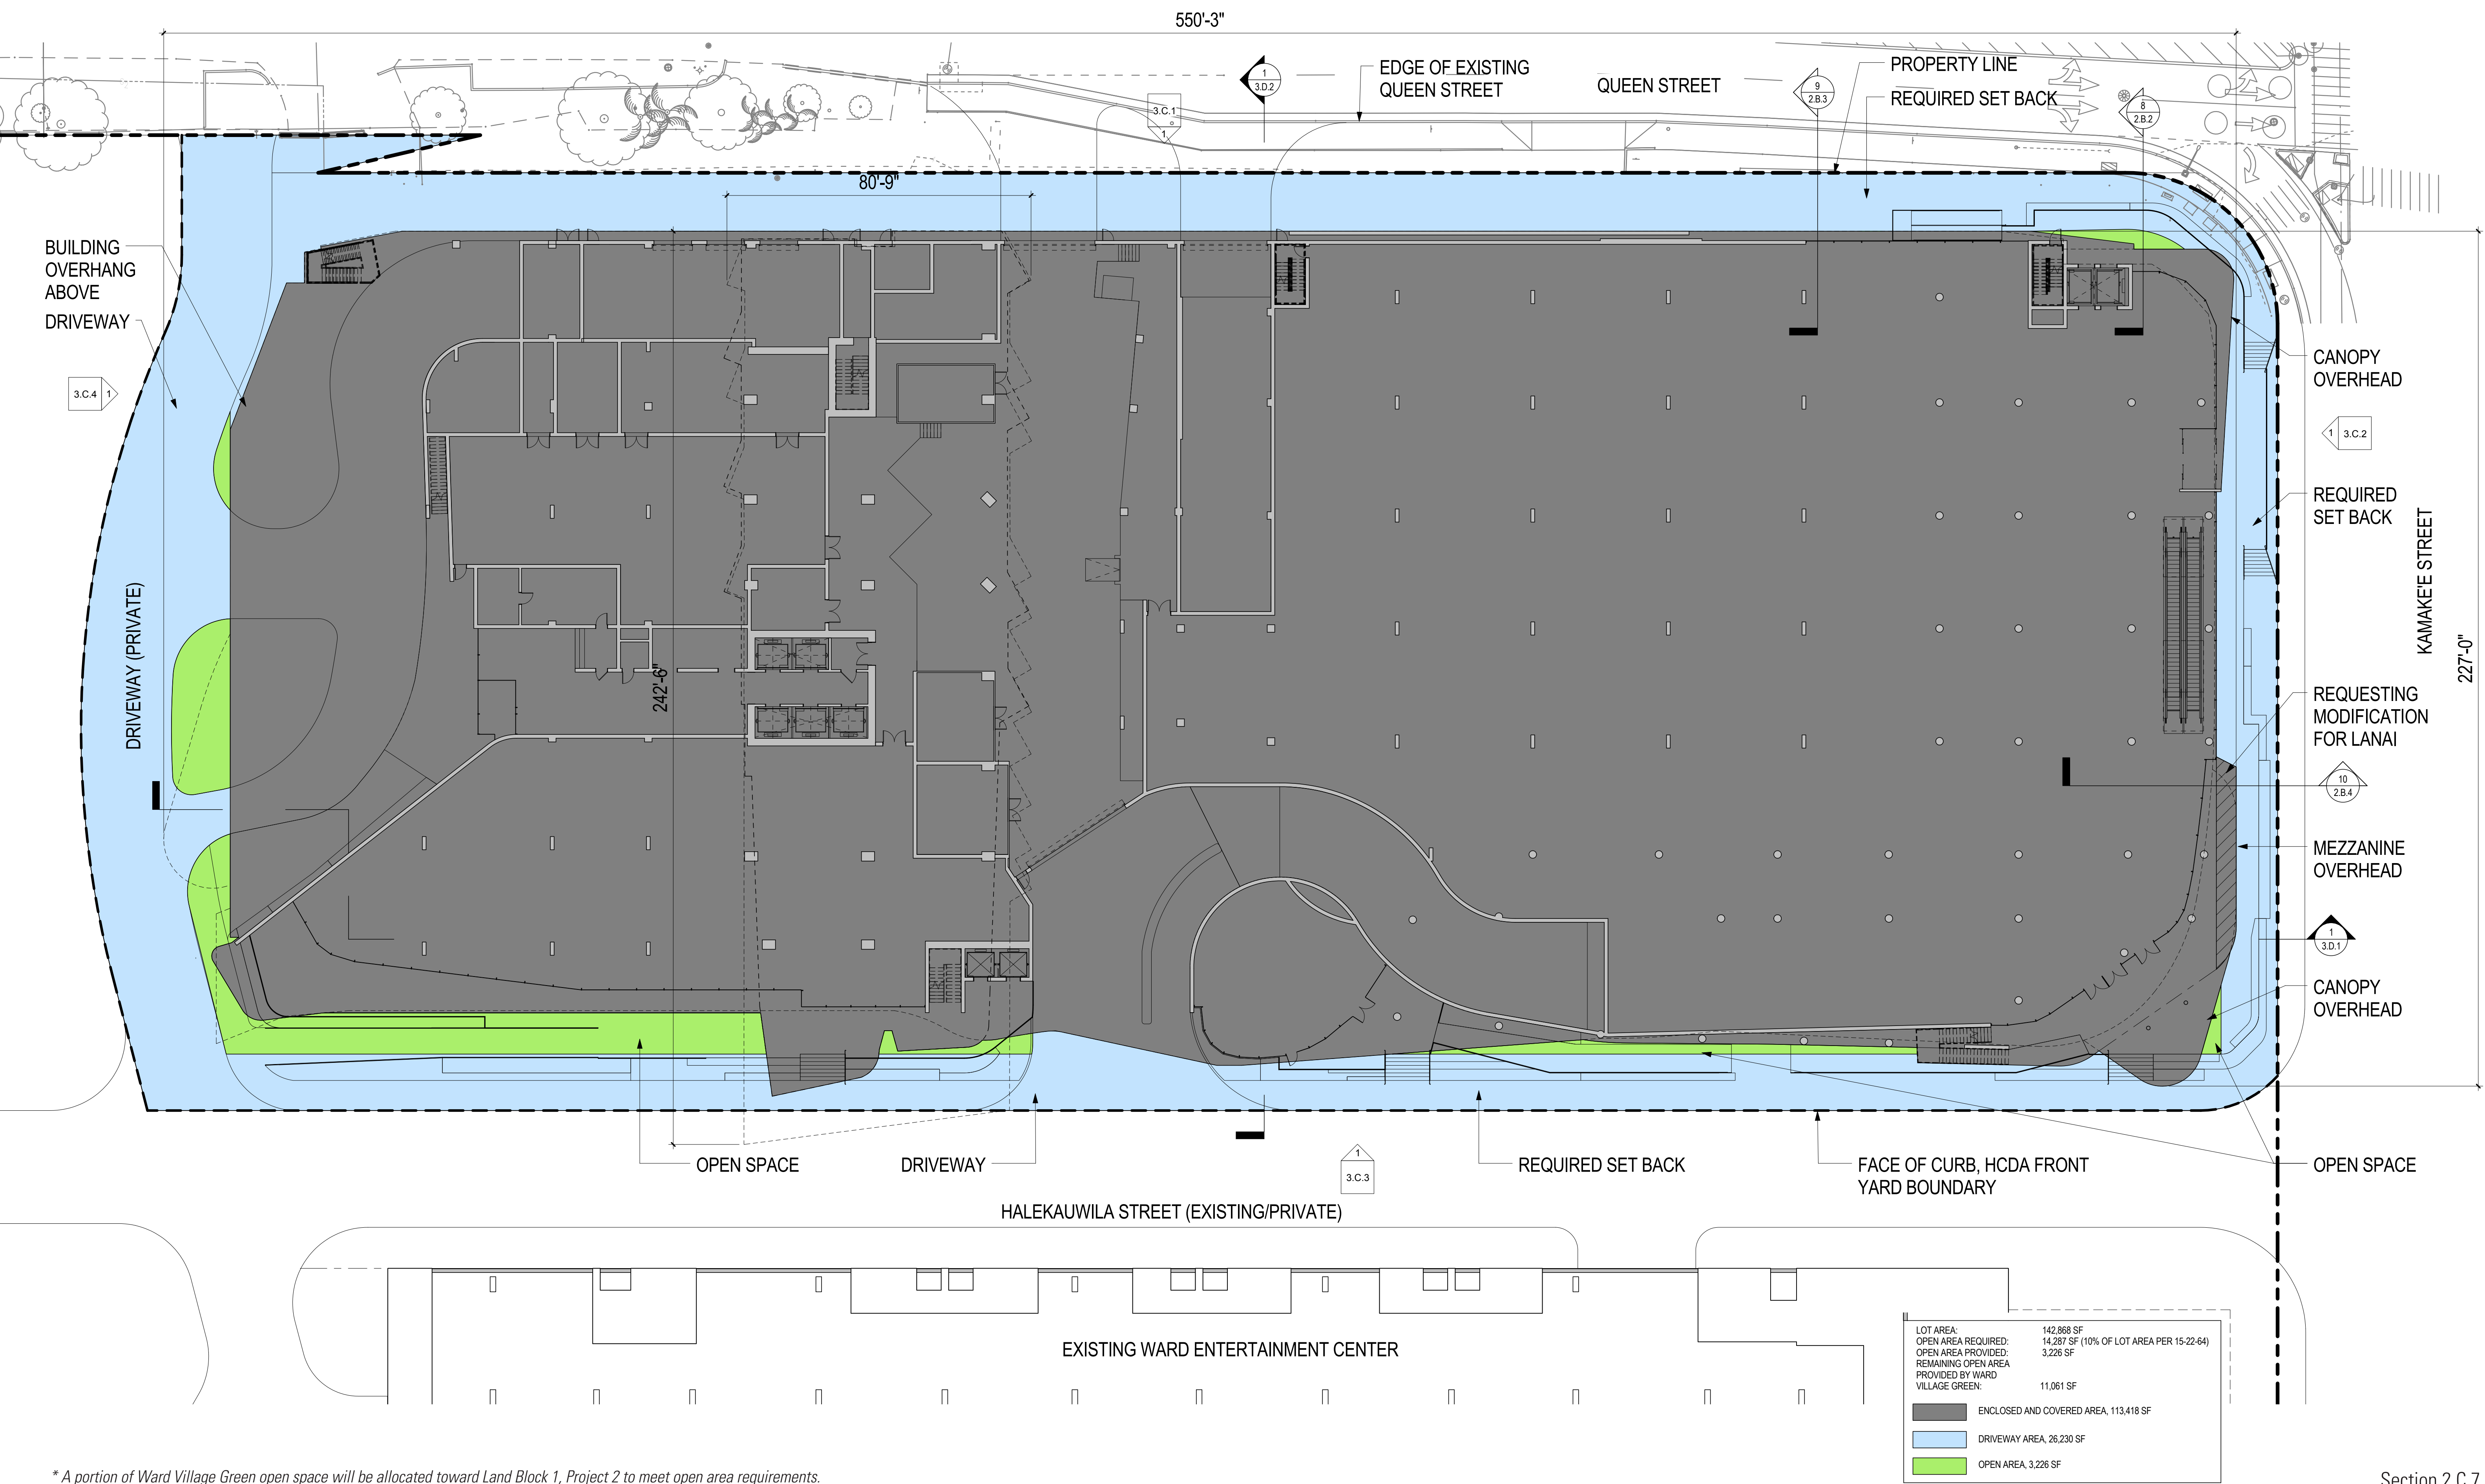 550'-3"
1
3.D.2
EDGE OF EXISTING
QUEEN STREET
QUEEN STREET
9
2.B.3
PROPERTY LINE
REQUIRED SET BACK
8
2.B.2
3.C.1
1
80'-9"
BUILDING
OVERHANG
ABOVE
DRIVEWAY
3.C.4
1
CANOPY
OVERHEAD
1
3.C.2
REQUIRED
SET BACK
KAMAKE'E STREET
227'-0"
DRIVEWAY (PRIVATE)
242'-6"
REQUESTING
MODIFICATION
FOR LANAI
10
2.B.4
MEZZANINE
OVERHEAD
1
3.D.1
CANOPY
OVERHEAD
OPEN SPACE
DRIVEWAY
1
3.C.3
REQUIRED SET BACK
FACE OF CURB, HCDA FRONT
YARD BOUNDARY
OPEN SPACE
HALEKAUWILA STREET (EXISTING/PRIVATE)
EXISTING WARD ENTERTAINMENT CENTER
LOT AREA: 142,868 SF
OPEN AREA REQUIRED: 14,287 SF (10% OF LOT AREA PER 15-22-64)
OPEN AREA PROVIDED: 3,226 SF
REMAINING OPEN AREA
PROVIDED BY WARD
VILLAGE GREEN: 11,061 SF
ENCLOSED AND COVERED AREA, 113,418 SF
DRIVEWAY AREA, 26,230 SF
OPEN AREA, 3,226 SF
* A portion of Ward Village Green open space will be allocated toward Land Block 1, Project 2 to meet open area requirements.
Section 2.C.7